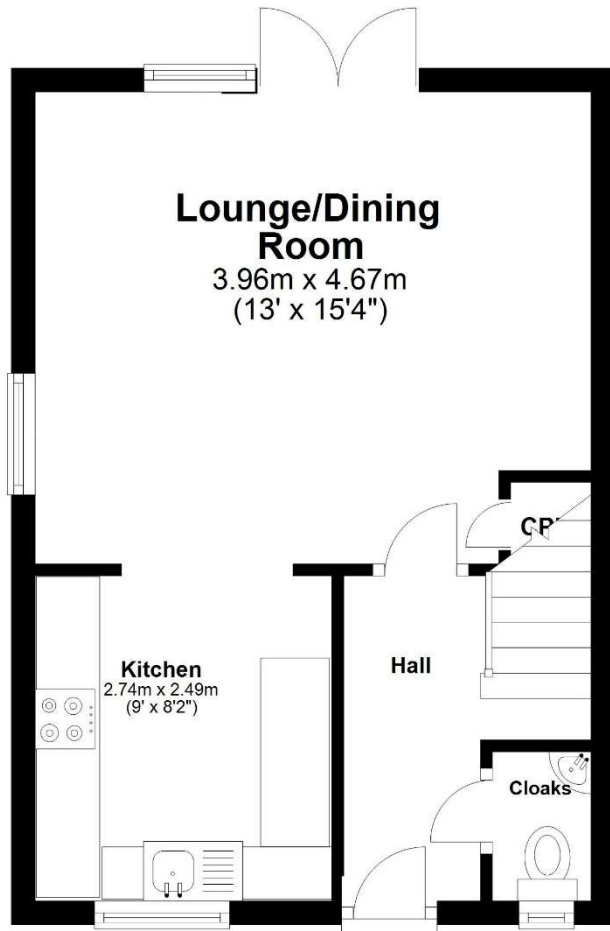 Lounge/Dining
Room
3.96m x 4.67m
(13' x 15'4")
Kitchen
2.74m x 2.49m
(9' x 8'2")
Hall
Cloaks